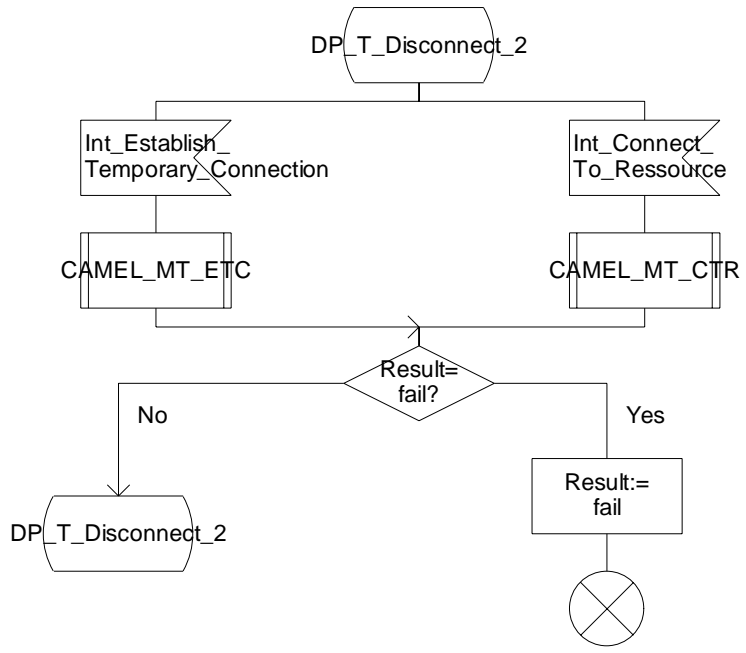 DP_T_Disconnect_2
Int_Establish_
Temporary_Connection
Int_Connect_
To_Ressource
CAMEL_MT_ETC
CAMEL_MT_CTR
Result=
fail?
No
Yes
Result:=
fail
DP_T_Disconnect_2